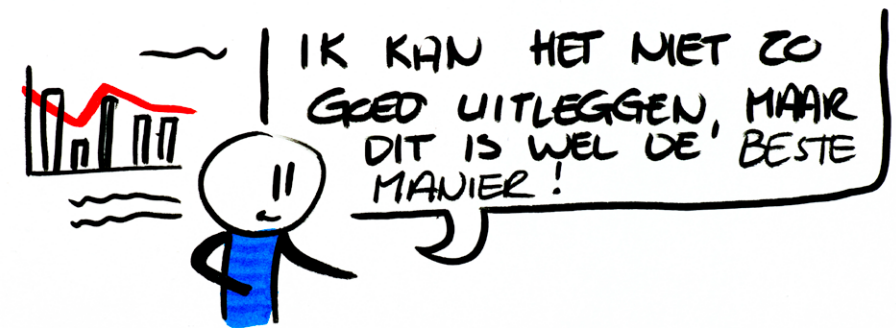 IK KAN HET NIET ZO
GOED UITLEGGEN, MAAR
DIT IS WEL DE BESTE
MANIER!